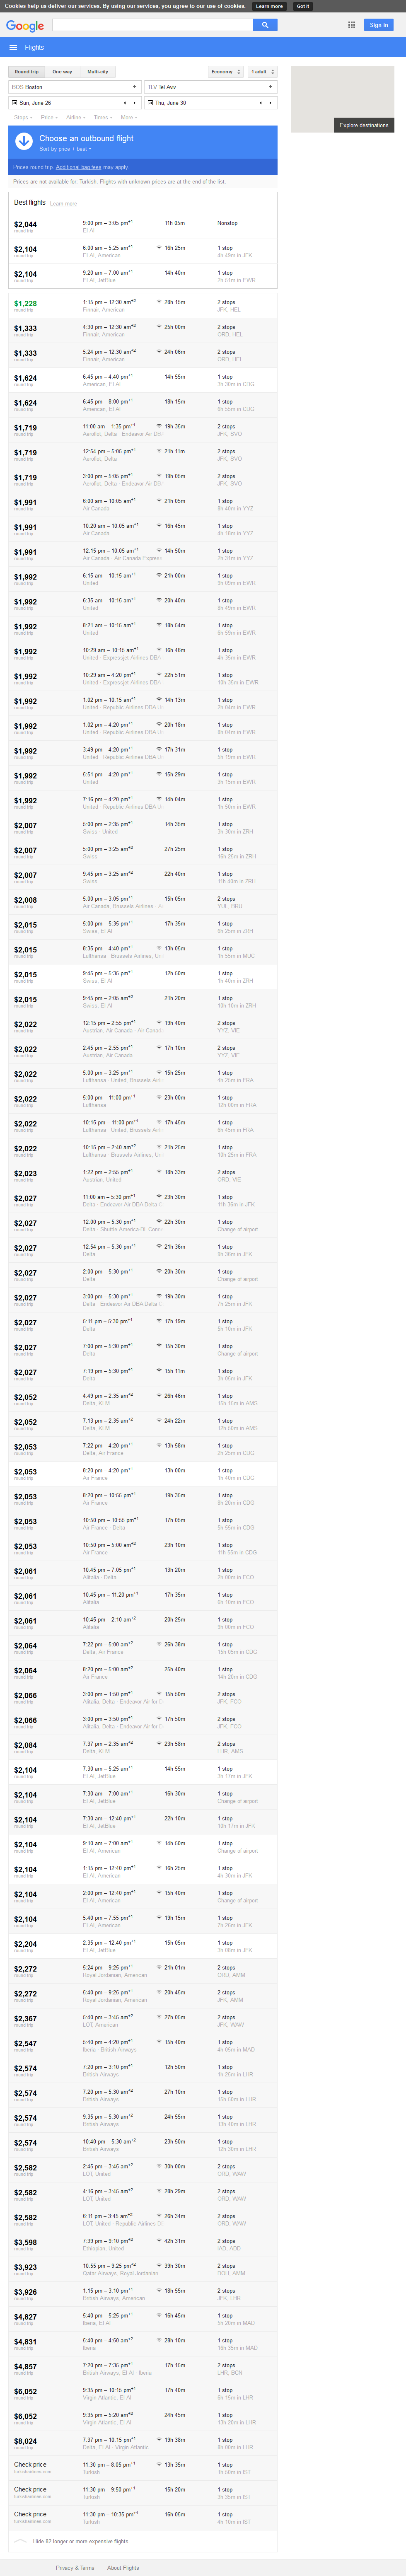 Cookies help us deliver our services. By using our services, you agree to our use of cookies. Learn more Got it
Google Sign in
Flights
Round trip One way Multi-city Economy 1 adult
BOS Boston + TLV Tel Aviv +
Sun, June 26 Thu, June 30
Stops Price Airline Times More
Explore destinations
Choose an outbound flight
Sort by price + best
Prices round trip. Additional bag fees may apply.
Prices are not available for: Turkish. Flights with unknown prices are at the end of the list.
Best flights Learn more
$2,044 9:00 pm – 3:05 pm+1 11h 05m Nonstop
round trip El Al
$2,104 6:00 am – 5:25 am+1 16h 25m 1 stop
round trip El Al, American 4h 49m in JFK
$2,104 9:20 am – 7:00 am+1 14h 40m 1 stop
round trip El Al, JetBlue 2h 51m in EWR
$1,228 1:15 pm – 12:30 am+2 28h 15m 2 stops
round trip Finnair, American JFK, HEL
$1,333 4:30 pm – 12:30 am+2 25h 00m 2 stops
round trip Finnair, American ORD, HEL
$1,333 5:24 pm – 12:30 am+2 24h 06m 2 stops
round trip Finnair, American ORD, HEL
$1,624 6:45 pm – 4:40 pm+1 14h 55m 1 stop
round trip American, El Al 3h 30m in CDG
$1,624 6:45 pm – 8:00 pm+1 18h 15m 1 stop
round trip American, El Al 6h 55m in CDG
$1,719 11:00 am – 1:35 pm+1 19h 35m 2 stops
round trip Aeroflot, Delta JFK, SVO
$1,719 12:54 pm – 5:05 pm+1 21h 11m 2 stops
round trip Aeroflot, Delta JFK, SVO
$1,719 3:00 pm – 5:05 pm+1 19h 05m 2 stops
round trip Aeroflot, Delta JFK, SVO
$1,991 6:00 am – 10:05 am+1 21h 05m 1 stop
round trip Air Canada 8h 40m in YYZ
$1,991 10:20 am – 10:05 am+1 16h 45m 1 stop
round trip Air Canada 4h 18m in YYZ
$1,991 12:15 pm – 10:05 am+1 14h 50m 1 stop
round trip Air Canada · Air Canada Express 2h 31m in YYZ
$1,992 6:15 am – 10:15 am+1 21h 00m 1 stop
round trip United 9h 09m in EWR
$1,992 6:35 am – 10:15 am+1 20h 40m 1 stop
round trip United 8h 49m in EWR
$1,992 8:21 am – 10:15 am+1 18h 54m 1 stop
round trip United 6h 59m in EWR
$1,992 10:29 am – 10:15 am+1 16h 46m 1 stop
round trip United · Expressjet Airlines DBA 4h 35m in EWR
$1,992 10:29 am – 4:20 pm+1 22h 51m 1 stop
round trip United · Expressjet Airlines DBA 10h 35m in EWR
$1,992 1:02 pm – 10:15 am+1 14h 13m 1 stop
round trip United · Republic Airlines DBA 2h 04m in EWR
$1,992 1:02 pm – 4:20 pm+1 20h 18m 1 stop
round trip United · Republic Airlines DBA 8h 04m in EWR
$1,992 3:49 pm – 4:20 pm+1 17h 31m 1 stop
round trip United · Republic Airlines DBA 5h 19m in EWR
$1,992 5:51 pm – 4:20 pm+1 15h 29m 1 stop
round trip United 3h 15m in EWR
$1,992 7:16 pm – 4:20 pm+1 14h 04m 1 stop
round trip United · Republic Airlines DBA 1h 50m in EWR
$2,007 5:00 pm – 2:35 pm+1 14h 35m 1 stop
round trip Swiss · United 3h 30m in ZRH
$2,007 5:00 pm – 3:25 am+2 27h 25m 1 stop
round trip Swiss 16h 25m in ZRH
$2,007 9:45 pm – 3:25 am+2 22h 40m 1 stop
round trip Swiss 11h 40m in ZRH
$2,008 5:00 pm – 3:05 pm+1 15h 05m 2 stops
round trip Air Canada, Brussels Airlines YUL, BRU
$2,015 5:00 pm – 5:35 pm+1 17h 35m 1 stop
round trip Swiss, El Al 6h 25m in ZRH
$2,015 8:35 pm – 4:40 pm+1 13h 05m 1 stop
round trip Lufthansa · Brussels Airlines, 1h 55m in MUC
$2,015 9:45 pm – 5:35 pm+1 12h 50m 1 stop
round trip Swiss, El Al 1h 40m in ZRH
$2,015 9:45 pm – 2:05 am+2 21h 20m 1 stop
round trip Swiss, El Al 10h 10m in ZRH
$2,022 12:15 pm – 2:55 pm+1 19h 40m 2 stops
round trip Austrian, Air Canada YYZ, VIE
$2,022 2:45 pm – 2:55 pm+1 17h 10m 2 stops
round trip Austrian, Air Canada YYZ, VIE
$2,022 5:00 pm – 3:25 pm+1 15h 25m 1 stop
round trip Lufthansa · United, Brussels 4h 25m in FRA
$2,022 5:00 pm – 11:00 pm+1 23h 00m 1 stop
round trip Lufthansa 12h 00m in FRA
$2,022 10:15 pm – 11:00 pm+1 17h 45m 1 stop
round trip Lufthansa · United, Brussels 6h 45m in FRA
$2,022 10:15 pm – 2:40 am+2 21h 25m 1 stop
round trip Lufthansa · Brussels Airlines, 10h 25m in FRA
$2,023 1:22 pm – 2:55 pm+1 18h 33m 2 stops
round trip Austrian, United ORD, VIE
$2,027 11:00 am – 5:30 pm+1 23h 30m 1 stop
round trip Delta · Endeavor Air DBA Delta 11h 36m in JFK
$2,027 12:00 pm – 5:30 pm+1 22h 30m 1 stop
round trip Delta · Shuttle America Change of airport
$2,027 12:54 pm – 5:30 pm+1 21h 36m 1 stop
round trip Delta 9h 36m in JFK
$2,027 2:00 pm – 5:30 pm+1 20h 30m 1 stop
round trip Delta Change of airport
$2,027 3:00 pm – 5:30 pm+1 19h 30m 1 stop
round trip Delta · Endeavor Air DBA Delta 7h 25m in JFK
$2,027 5:11 pm – 5:30 pm+1 17h 19m 1 stop
round trip Delta 5h 10m in JFK
$2,027 7:00 pm – 5:30 pm+1 15h 30m 1 stop
round trip Delta Change of airport
$2,027 7:19 pm – 5:30 pm+1 15h 11m 1 stop
round trip Delta 3h 05m in JFK
$2,052 4:49 pm – 2:35 am+2 26h 46m 1 stop
round trip Delta, KLM 15h 15m in AMS
$2,052 7:13 pm – 2:35 am+2 24h 22m 1 stop
round trip Delta, KLM 12h 50m in AMS
$2,053 7:22 pm – 4:20 pm+1 13h 58m 1 stop
round trip Delta, Air France 2h 25m in CDG
$2,053 8:20 pm – 4:20 pm+1 13h 00m 1 stop
round trip Air France 1h 40m in CDG
$2,053 8:20 pm – 10:55 pm+1 19h 35m 1 stop
round trip Air France 8h 20m in CDG
$2,053 10:50 pm – 10:55 pm+1 17h 05m 1 stop
round trip Air France · Delta 5h 55m in CDG
$2,053 10:50 pm – 5:00 am+2 23h 10m 1 stop
round trip Air France 11h 55m in CDG
$2,061 10:45 pm – 7:05 pm+1 13h 20m 1 stop
round trip Alitalia · Delta 2h 00m in FCO
$2,061 10:45 pm – 11:20 pm+1 17h 35m 1 stop
round trip Alitalia 6h 10m in FCO
$2,061 10:45 pm – 2:10 am+2 20h 25m 1 stop
round trip Alitalia 9h 00m in FCO
$2,064 7:22 pm – 5:00 am+2 26h 38m 1 stop
round trip Delta, Air France 15h 05m in CDG
$2,064 8:20 pm – 5:00 am+2 25h 40m 1 stop
round trip Air France 14h 20m in CDG
$2,066 3:00 pm – 1:50 pm+1 15h 50m 2 stops
round trip Alitalia, Delta · Endeavor Air JFK, FCO
$2,066 3:00 pm – 3:50 pm+1 17h 50m 2 stops
round trip Alitalia, Delta · Endeavor Air JFK, FCO
$2,084 7:37 pm – 2:35 am+2 23h 58m 2 stops
round trip Delta, KLM LHR, AMS
$2,104 7:30 am – 5:25 am+1 14h 55m 1 stop
round trip El Al, JetBlue 3h 17m in JFK
$2,104 7:30 am – 7:00 am+1 16h 30m 1 stop
round trip El Al, JetBlue Change of airport
$2,104 7:30 am – 12:40 pm+1 22h 10m 1 stop
round trip El Al, JetBlue 10h 17m in JFK
$2,104 9:10 am – 7:00 am+1 14h 50m 1 stop
round trip El Al, American Change of airport
$2,104 1:15 pm – 12:40 pm+1 16h 25m 1 stop
round trip El Al, American 4h 30m in JFK
$2,104 2:00 pm – 12:40 pm+1 15h 40m 1 stop
round trip El Al, American Change of airport
$2,104 5:40 pm – 7:55 pm+1 19h 15m 1 stop
round trip El Al, American 7h 26m in JFK
$2,204 2:35 pm – 12:40 pm+1 15h 05m 1 stop
round trip El Al, JetBlue 3h 00m in JFK
$2,272 5:24 pm – 9:25 pm+1 21h 01m 2 stops
round trip Royal Jordanian, American ORD, AMM
$2,272 5:40 pm – 9:25 pm+1 20h 45m 2 stops
round trip Royal Jordanian, American JFK, AMM
$2,367 5:40 pm – 3:45 am+2 27h 05m 2 stops
round trip LOT, American JFK, WAW
$2,547 5:40 pm – 4:20 pm+1 15h 40m 1 stop
round trip Iberia · British Airways 4h 05m in MAD
$2,574 7:20 pm – 3:10 pm+1 12h 50m 1 stop
round trip British Airways 1h 25m in LHR
$2,574 7:20 pm – 5:30 am+2 27h 10m 1 stop
round trip British Airways 15h 50m in LHR
$2,574 9:35 pm – 5:30 am+2 24h 55m 1 stop
round trip British Airways 13h 40m in LHR
$2,574 10:40 pm – 5:30 am+2 23h 50m 1 stop
round trip British Airways 12h 30m in LHR
$2,582 2:45 pm – 3:45 am+2 30h 00m 2 stops
round trip LOT, United ORD, WAW
$2,582 4:16 pm – 3:45 am+2 28h 29m 2 stops
round trip LOT, United ORD, WAW
$2,582 6:11 pm – 3:45 am+2 26h 34m 2 stops
round trip LOT, United · Republic Airlines ORD, WAW
$3,598 7:39 pm – 9:10 pm+2 42h 31m 2 stops
round trip Ethiopian, United IAD, ADD
$3,923 10:55 pm – 9:25 pm+2 39h 30m 2 stops
round trip Qatar Airways, Royal Jordanian DOH, AMM
$3,926 1:15 pm – 3:10 pm+1 18h 55m 2 stops
round trip British Airways, American JFK, LHR
$4,827 5:40 pm – 5:25 pm+1 16h 45m 1 stop
round trip Iberia, El Al 5h 20m in MAD
$4,831 5:40 pm – 4:50 am+2 28h 10m 1 stop
round trip Iberia 16h 35m in MAD
$4,857 7:20 pm – 7:35 pm+1 17h 15m 2 stops
round trip British Airways, El Al · Iberia LHR, BCN
$6,052 9:35 pm – 10:15 pm+1 17h 40m 1 stop
round trip Virgin Atlantic, El Al 6h 15m in LHR
$6,052 9:35 pm – 5:20 am+2 24h 45m 1 stop
round trip Virgin Atlantic, El Al 13h 20m in LHR
$8,024 7:37 pm – 10:15 pm+1 19h 38m 1 stop
round trip Delta, El Al · Virgin Atlantic 8h 00m in LHR
Check price 11:30 pm – 8:05 pm+1 13h 35m 1 stop
turkishairlines.com Turkish 1h 50m in IST
Check price 11:30 pm – 9:50 pm+1 15h 20m 1 stop
turkishairlines.com Turkish 3h 35m in IST
Check price 11:30 pm – 10:35 pm+1 16h 05m 1 stop
turkishairlines.com Turkish 4h 10m in IST
Hide 82 longer or more expensive flights
Privacy & Terms About Flights